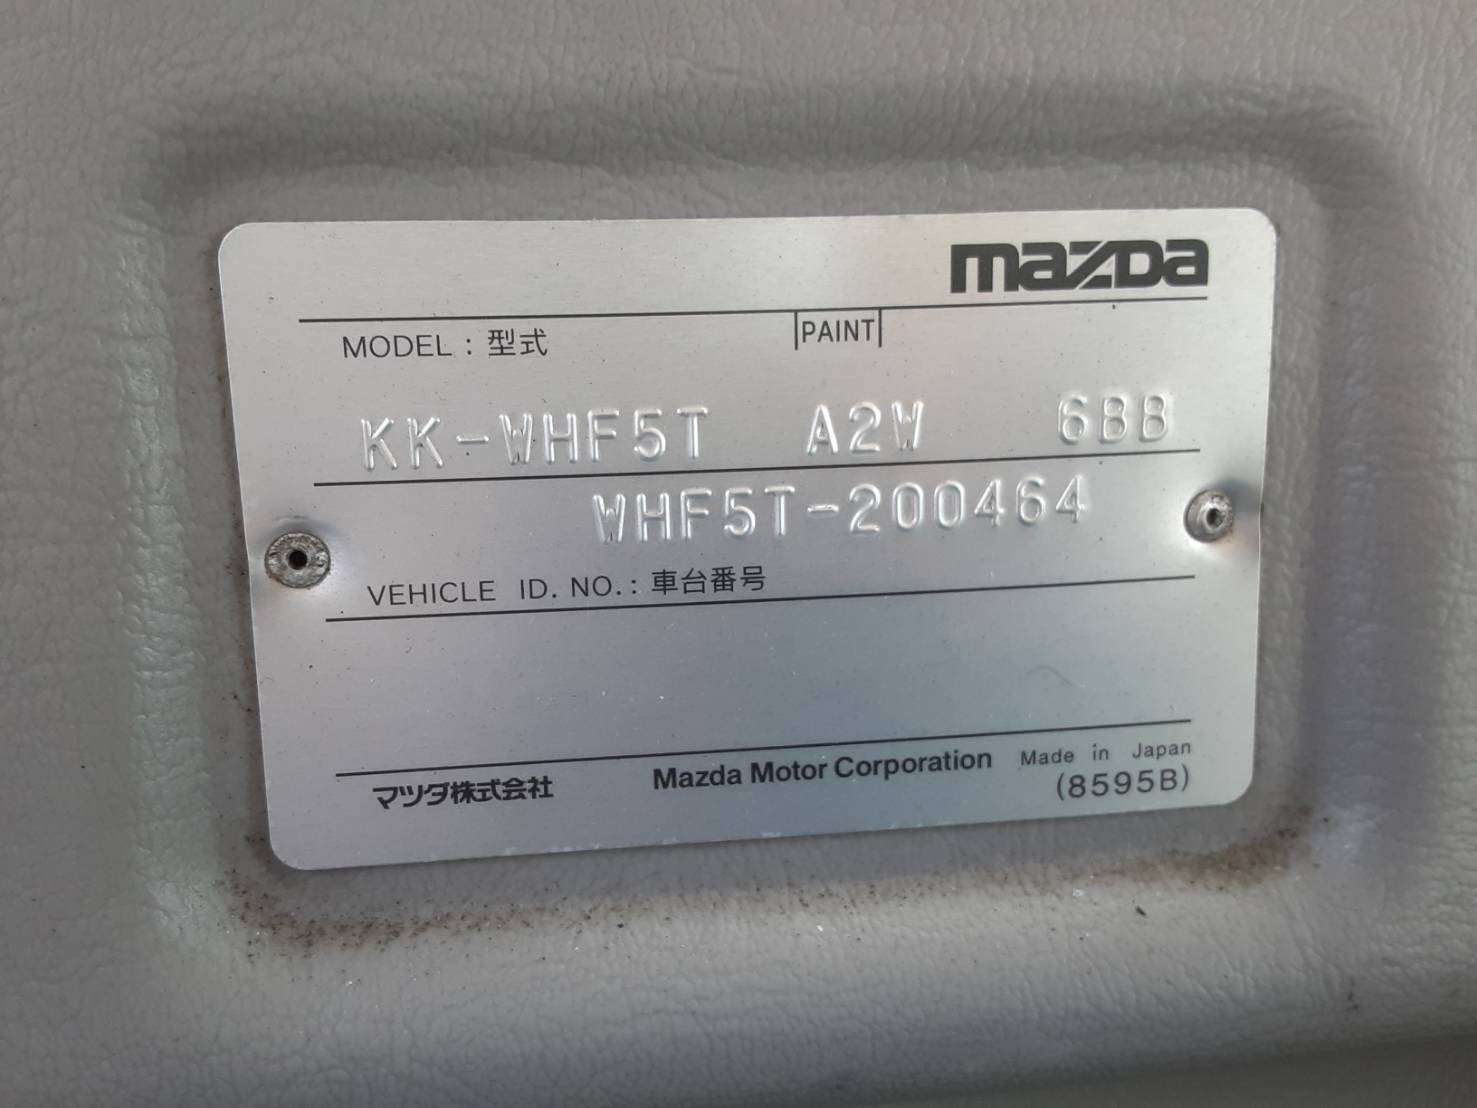 mazda
MODEL : 型式 PAINT
KK-WHF5T A2W 6BB
WHF5T-200464
VEHICLE ID. NO. : 車台番号
マツダ株式会社 Mazda Motor Corporation Made in Japan
(8595B)